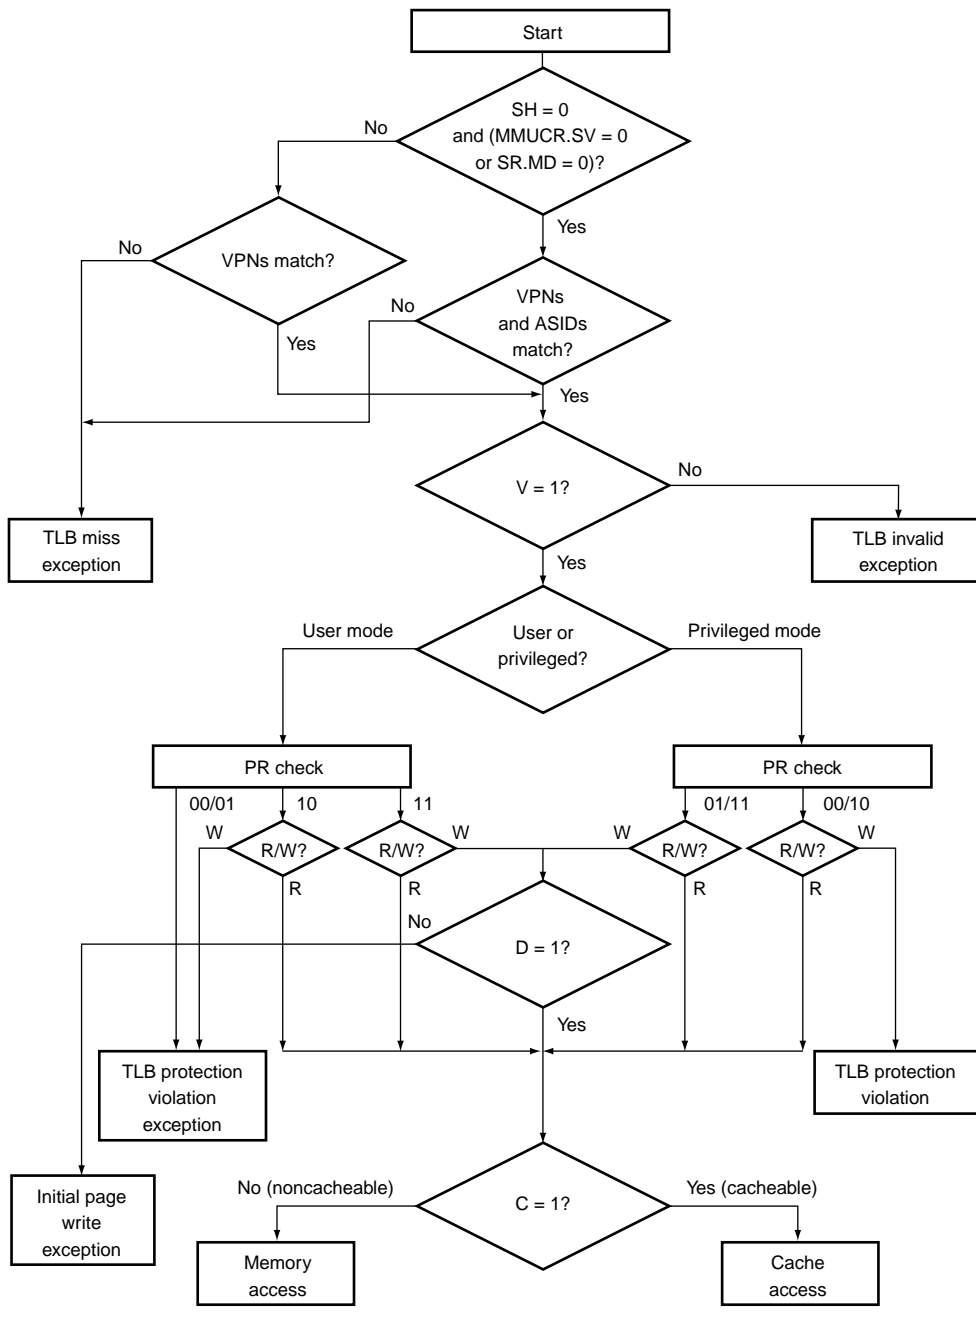 Start
SH = 0
and (MMUCR.SV = 0
or SR.MD = 0)?
No
Yes
VPNs match?
No
Yes
VPNs
and ASIDs
match?
No
Yes
V = 1?
No
Yes
TLB miss
exception
TLB invalid
exception
User or
privileged?
User mode
Privileged mode
PR check
PR check
00/01
10
11
01/11
00/10
W
R/W?
R/W?
W
W
R/W?
R/W?
W
R
R
R
R
No
D = 1?
Yes
TLB protection
violation
exception
TLB protection
violation
Initial page
write
exception
No (noncacheable)
C = 1?
Yes (cacheable)
Memory
access
Cache
access